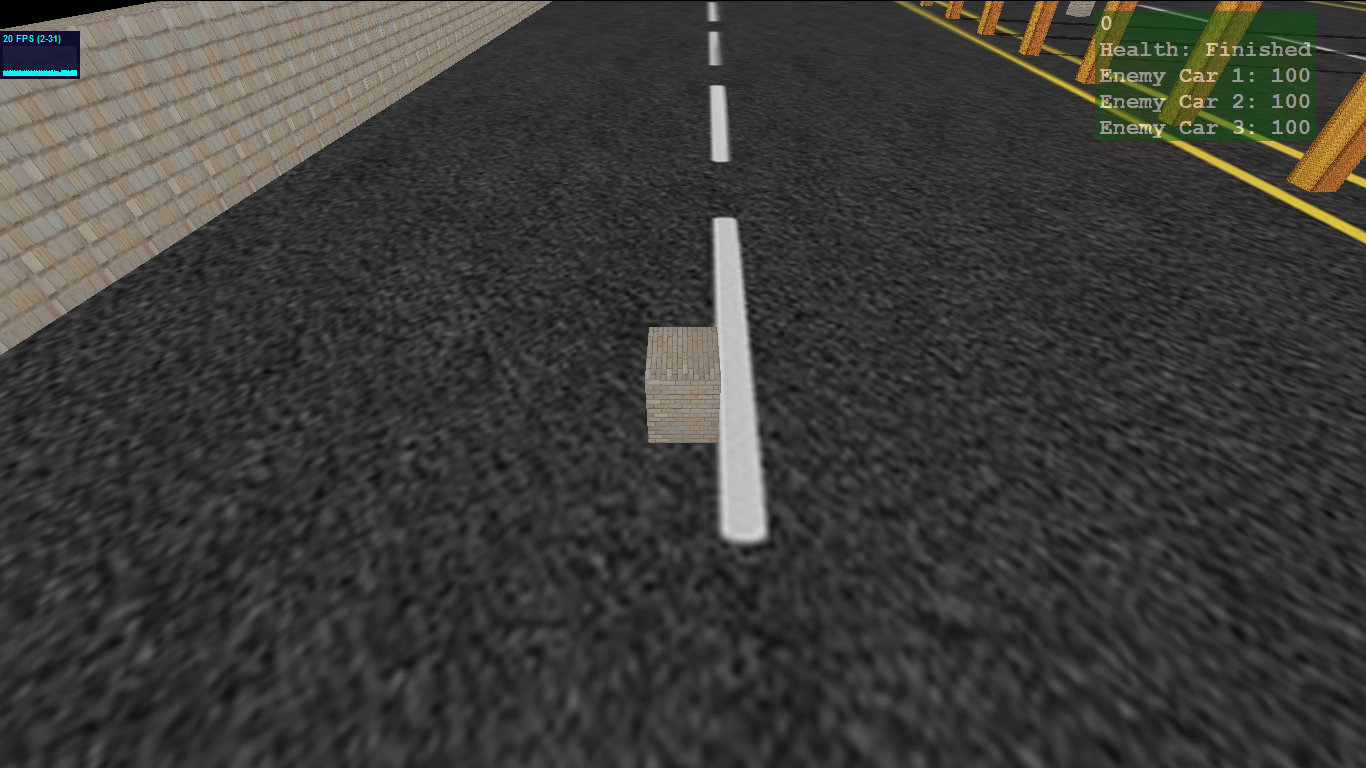 20 FPS (2-31)
0
Health: Finished
Enemy Car 1: 100
Enemy Car 2: 100
Enemy Car 3: 100